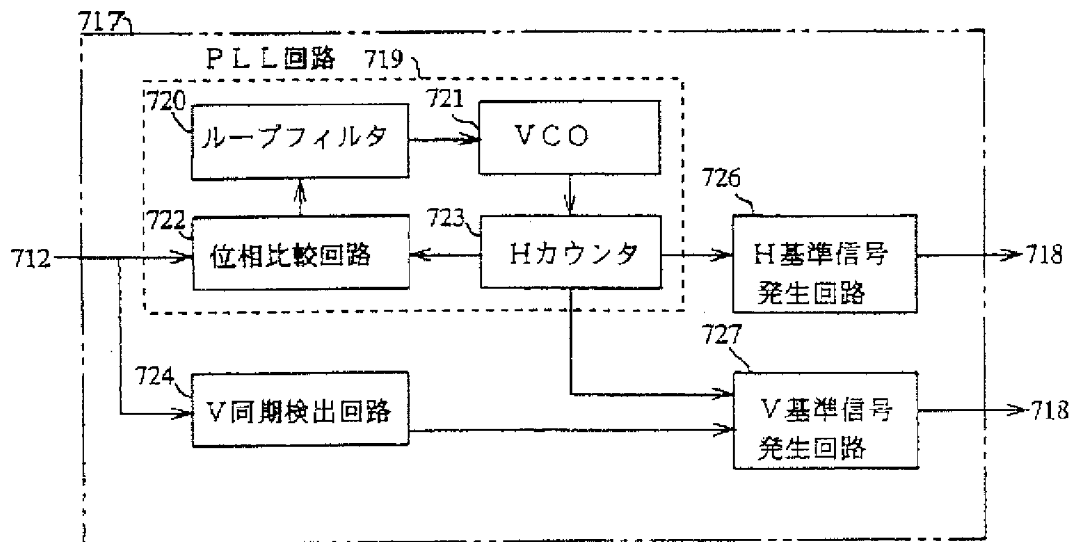 717
PLL回路 719
720
ループフィルタ
721
VCO
722
位相比較回路
723
Hカウンタ
726
H基準信号
発生回路
712
718
724
V同期検出回路
727
V基準信号
発生回路
718